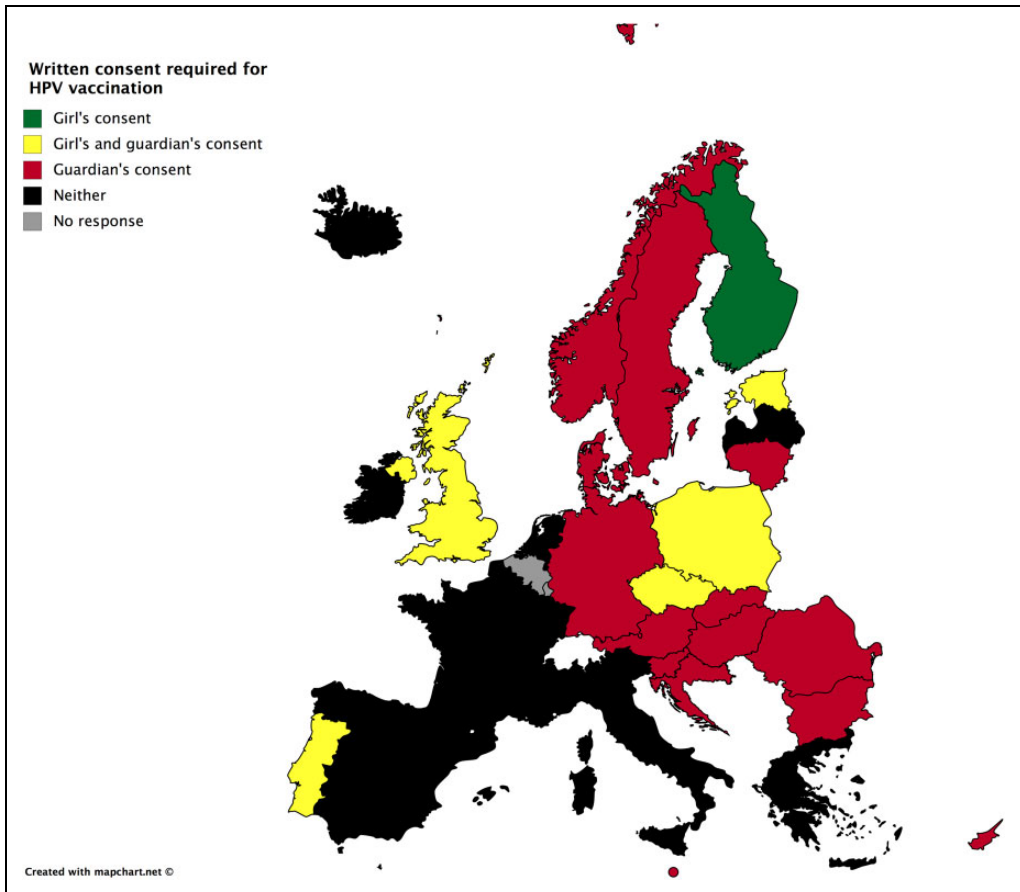 Written consent required for
HPV vaccination
Girl's consent
Girl's and guardian's consent
Guardian's consent
Neither
No response
Created with mapchart.net ©